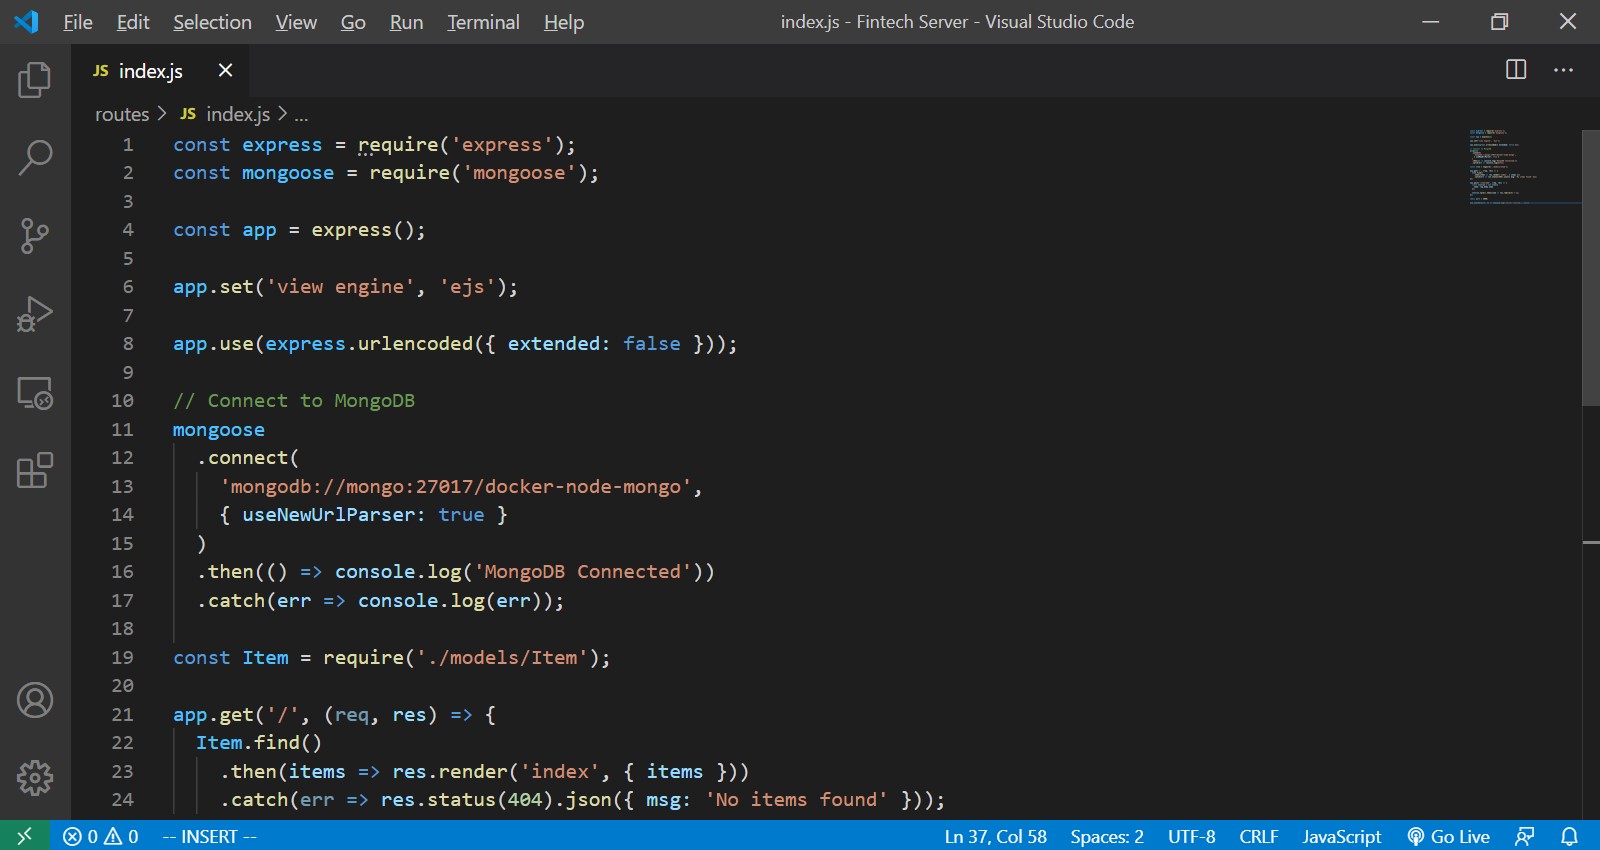 File Edit Selection View Go Run Terminal Help index.js - Fintech Server - Visual Studio Code
JS index.js
routes > JS index.js > ...
1 const express = require('express');
2 const mongoose = require('mongoose');
3
4 const app = express();
5
6 app.set('view engine', 'ejs');
7
8 app.use(express.urlencoded({ extended: false }));
9
10 // Connect to MongoDB
11 mongoose
12 .connect(
13 'mongodb://mongo:27017/docker-node-mongo',
14 { useNewUrlParser: true }
15 )
16 .then(() => console.log('MongoDB Connected'))
17 .catch(err => console.log(err));
18
19 const Item = require('./models/Item');
20
21 app.get('/', (req, res) => {
22 Item.find()
23 .then(items => res.render('index', { items }))
24 .catch(err => res.status(404).json({ msg: 'No items found' }));
0 0 -- INSERT -- Ln 37, Col 58 Spaces: 2 UTF-8 CRLF JavaScript Go Live